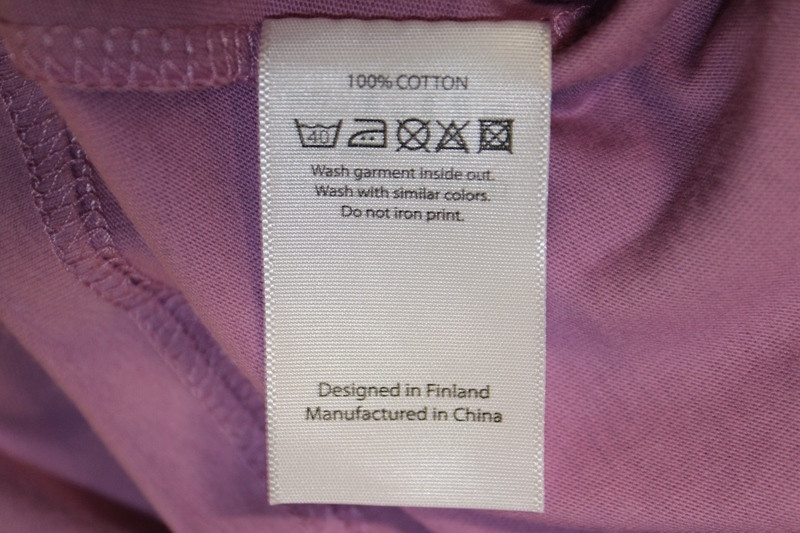 100% COTTON
40
Wash garment inside out.
Wash with similar colors.
Do not iron print.
Designed in Finland
Manufactured in China